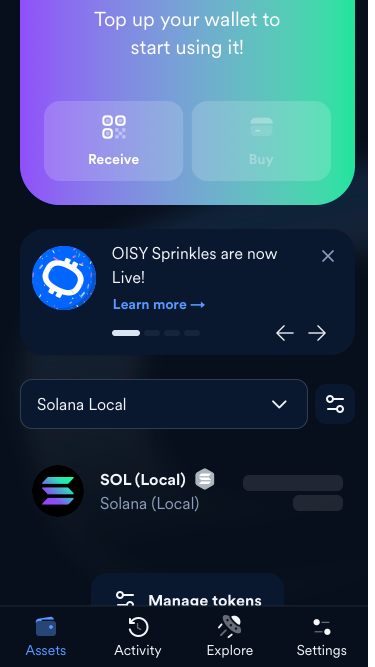 Top up your wallet to
start using it!
Receive
Buy
OISY Sprinkles are now
Live!
Learn more →
Solana Local
SOL (Local)
Solana (Local)
Manage tokens
Assets
Activity
Explore
Settings